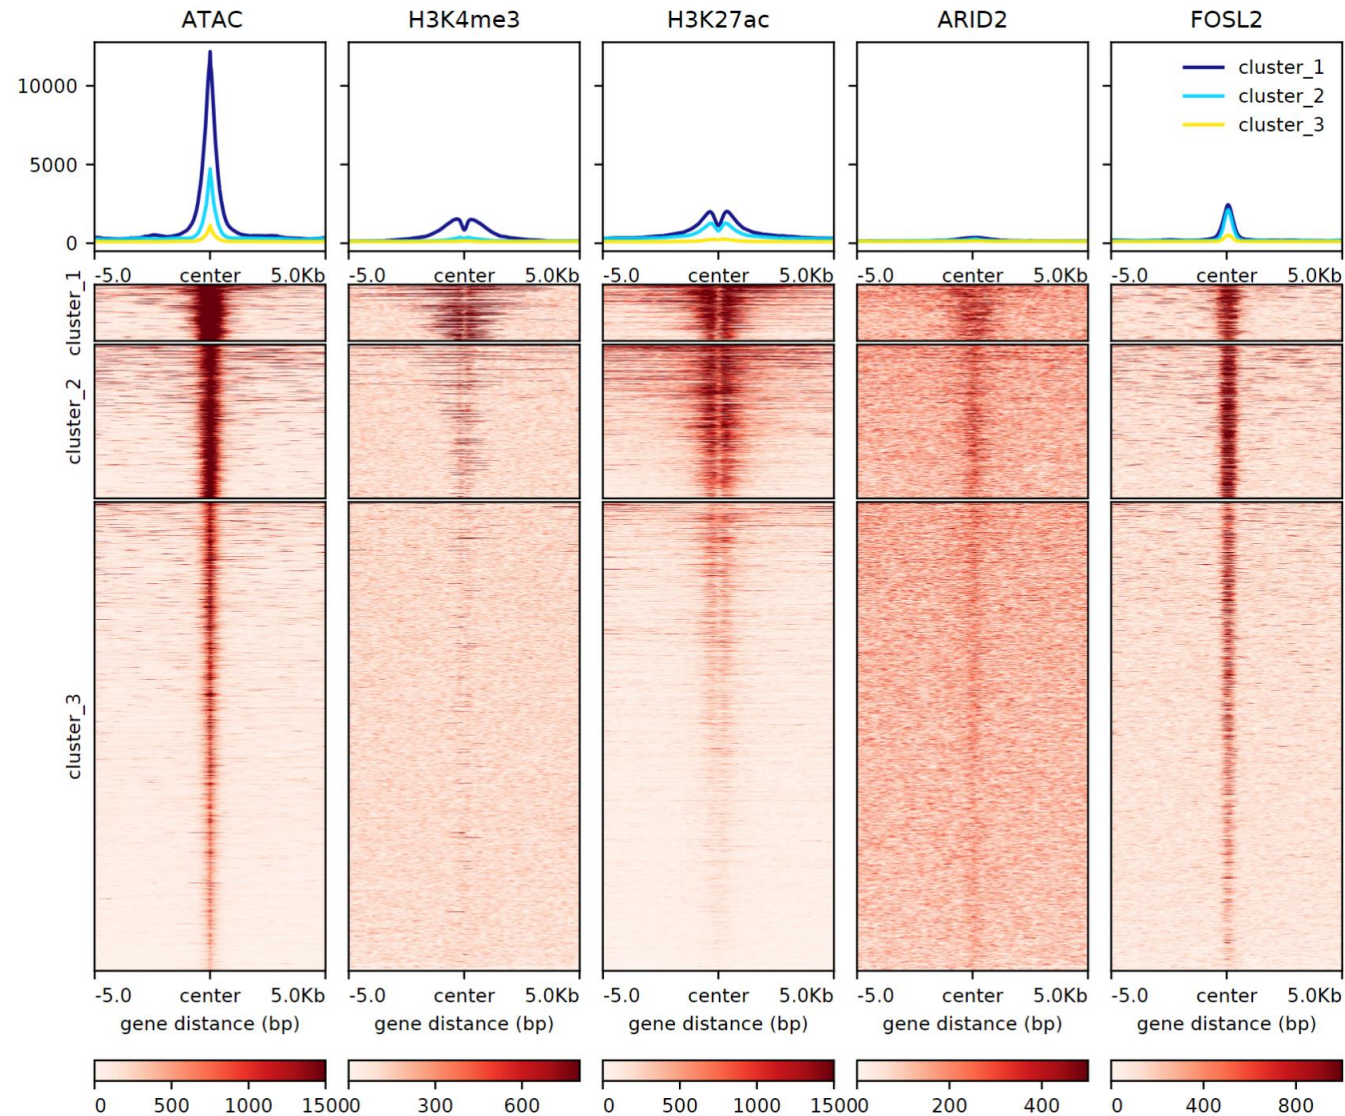 ATAC H3K4me3 H3K27ac ARID2 FOSL2
10000
5000
0
cluster_1
cluster_2
cluster_3
-5.0 center 5.0Kb -5.0 center 5.0Kb -5.0 center 5.0Kb -5.0 center 5.0Kb -5.0 center 5.0Kb
cluster_1
cluster_2
cluster_3
-5.0 center 5.0Kb -5.0 center 5.0Kb -5.0 center 5.0Kb -5.0 center 5.0Kb -5.0 center 5.0Kb
gene distance (bp) gene distance (bp) gene distance (bp) gene distance (bp) gene distance (bp)
0 500 1000 1500 0 300 600 0 500 1000 1500 0 200 400 0 400 800